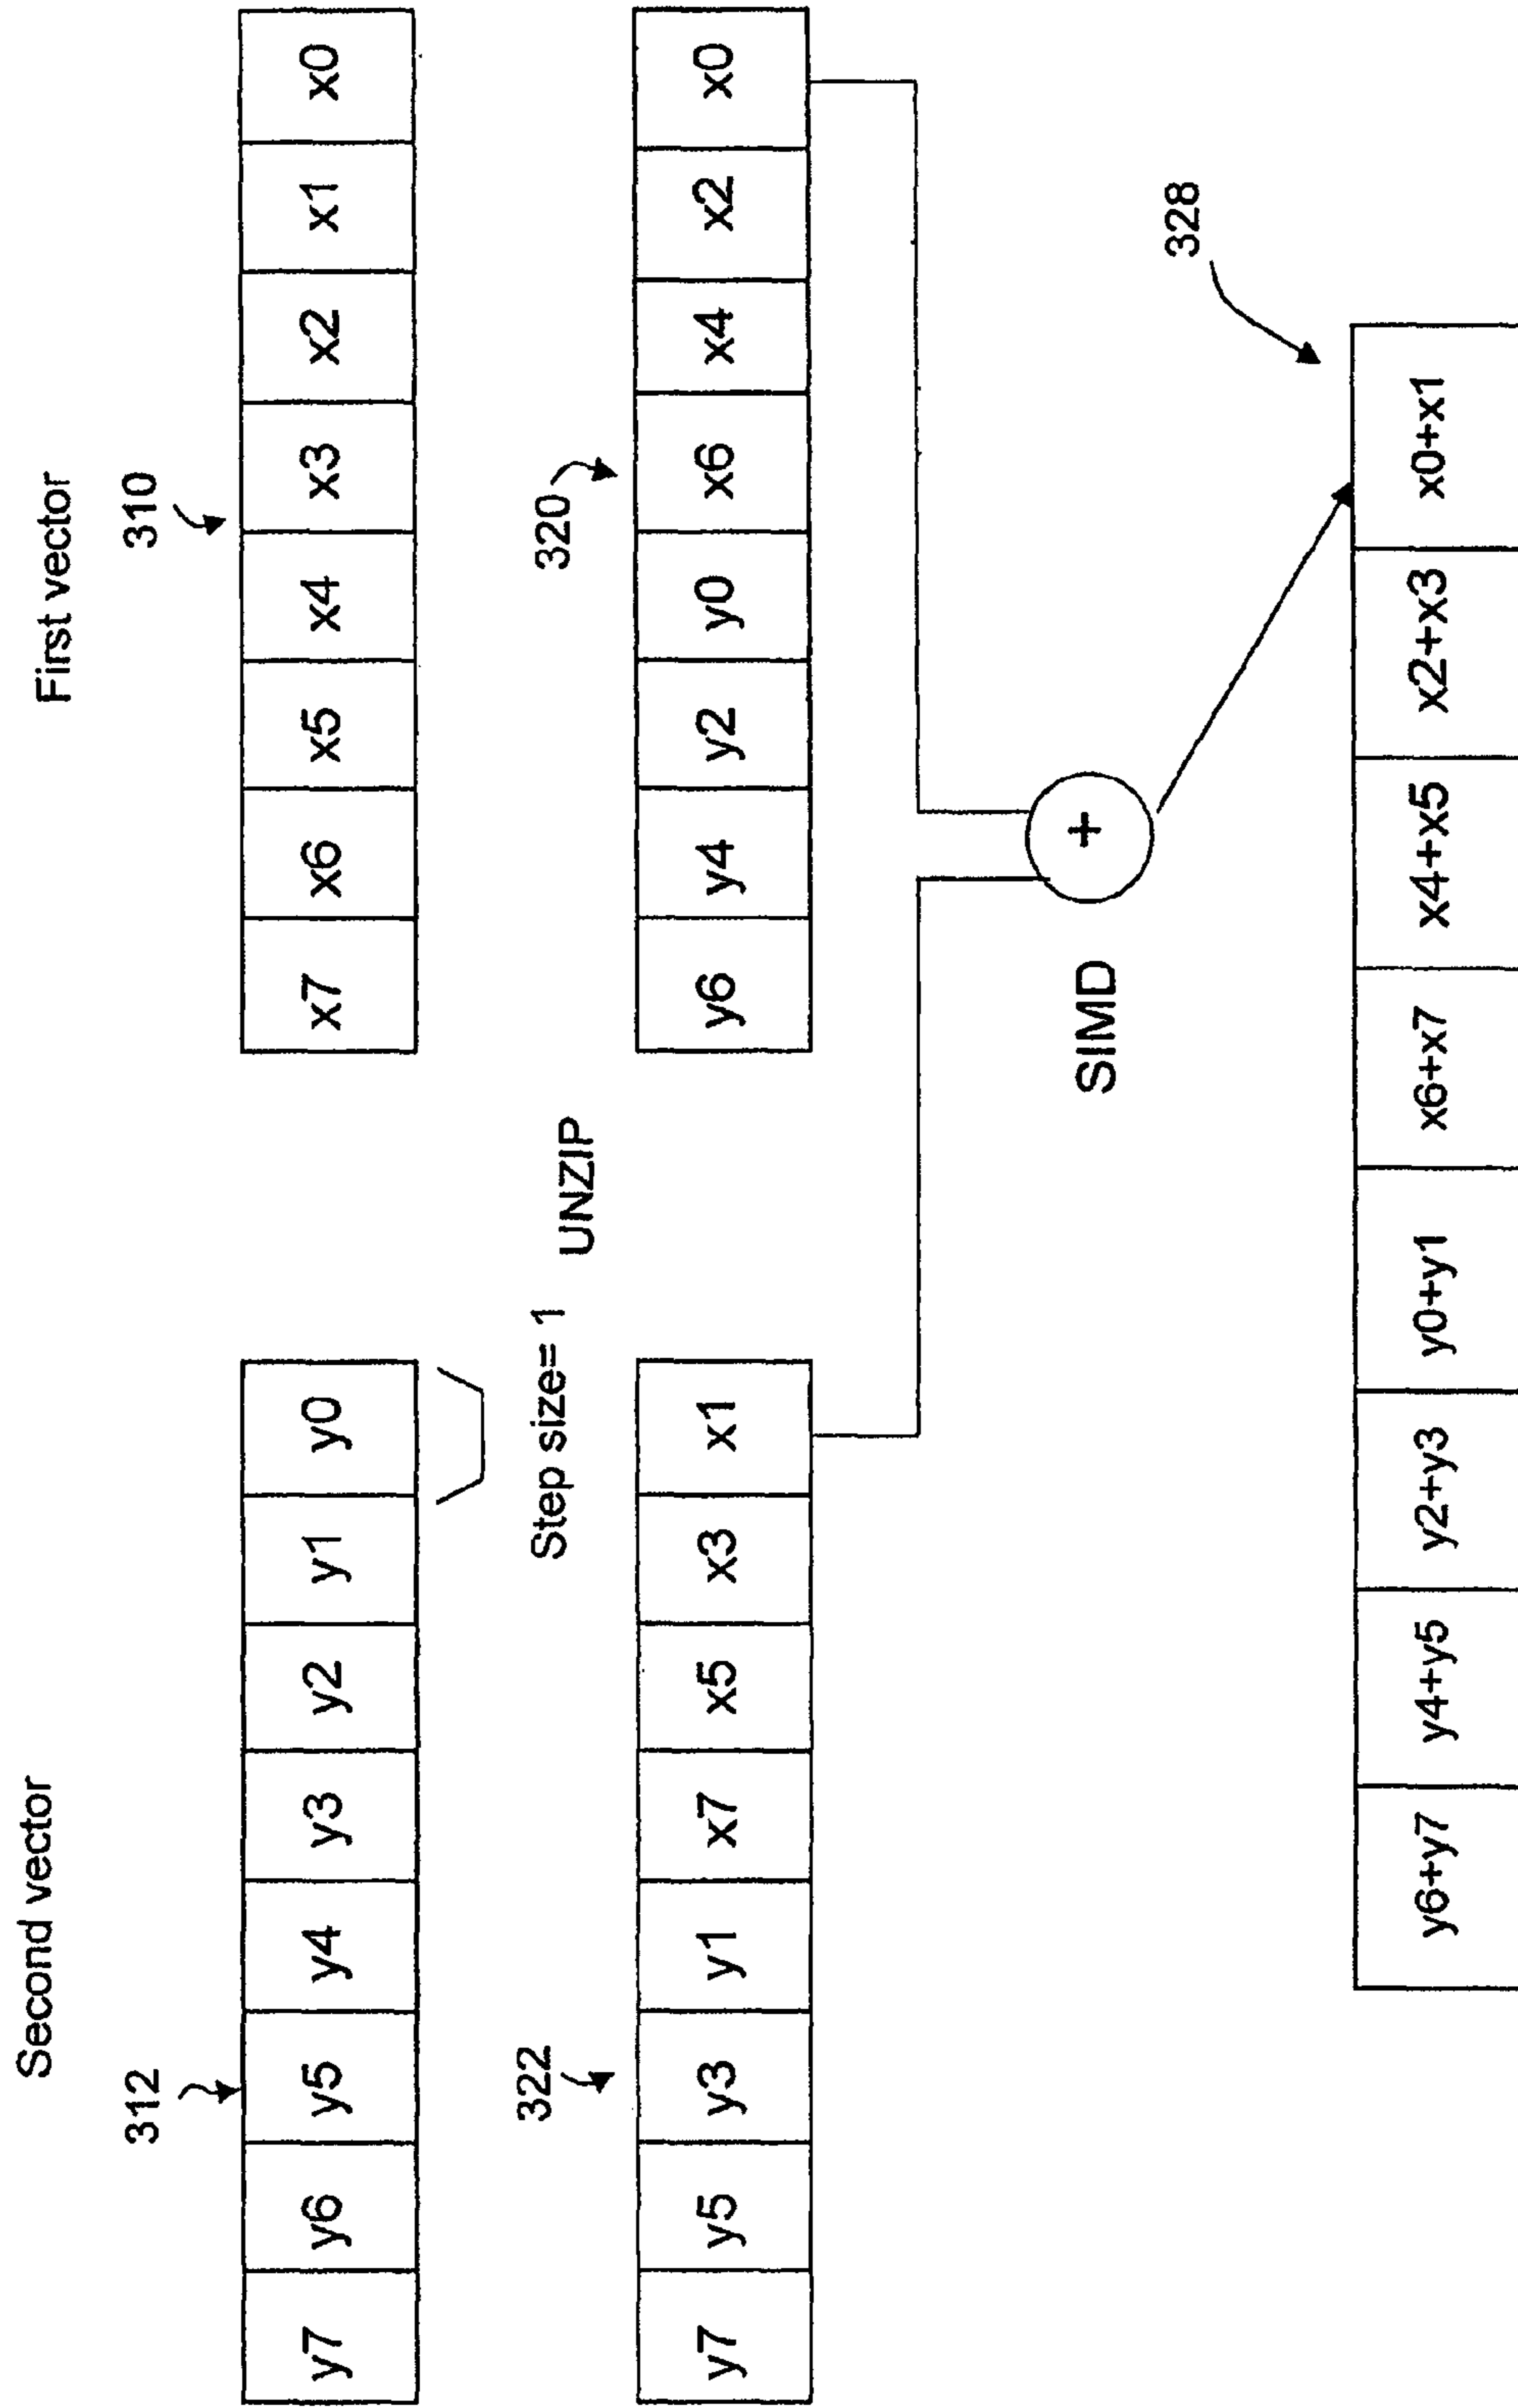 Second vector First vector
312 310
y7 y6 y5 y4 y3 y2 y1 y0 x7 x6 x5 x4 x3 x2 x1 x0
Step size= 1 UNZIP
322 320
y7 y5 y3 y1 x7 x5 x3 x1 y6 y4 y2 y0 x6 x4 x2 x0
SIMD +
328
y6+y7 y4+y5 y2+y3 y0+y1 x6+x7 x4+x5 x2+x3 x0+x1